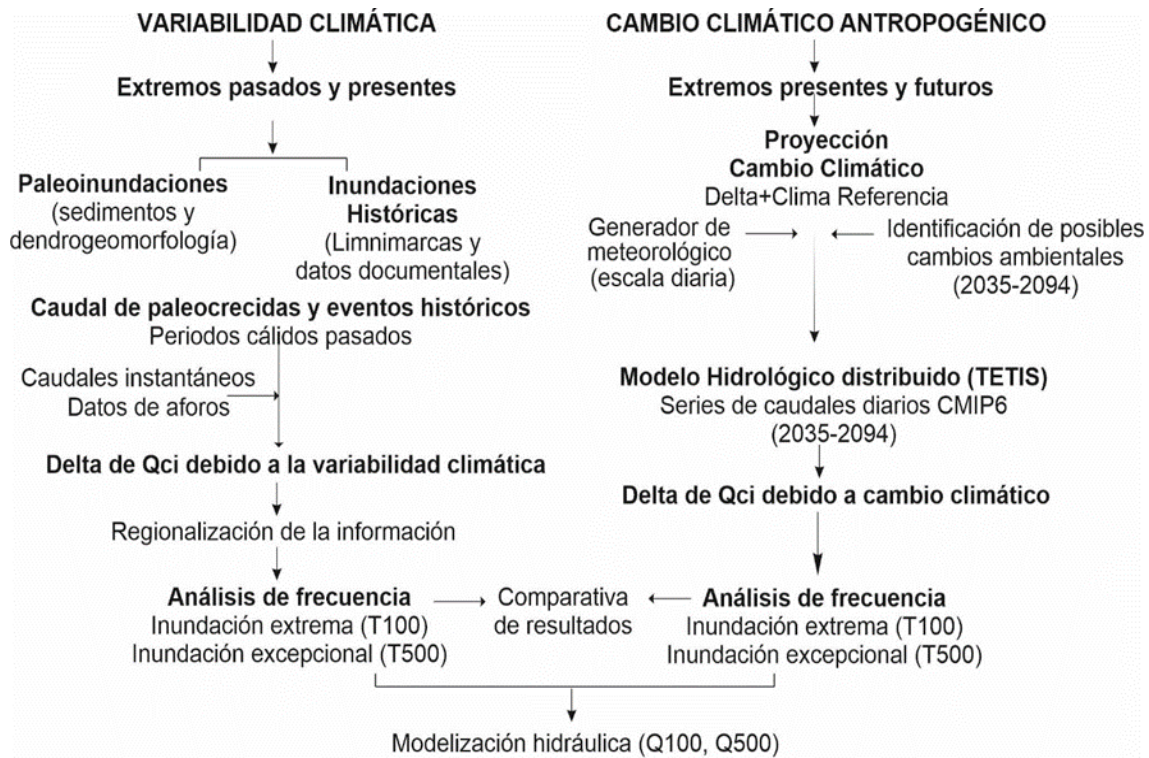 VARIABILIDAD CLIMÁTICA
Extremos pasados y presentes
Paleoinundaciones
(sedimentos y
dendrogeomorfología)
Inundaciones
Históricas
(Limnimarcas y
datos documentales)
Caudal de paleocrecidas y eventos históricos
Periodos cálidos pasados
Caudales instantáneos
Datos de aforos
Delta de Qci debido a la variabilidad climática
Regionalización de la información
Análisis de frecuencia
Inundación extrema (T100)
Inundación excepcional (T500)
CAMBIO CLIMÁTICO ANTROPOGÉNICO
Extremos presentes y futuros
Proyección
Cambio Climático
Delta+Clima Referencia
Generador de
meteorológico
(escala diaria)
Identificación de posibles
cambios ambientales
(2035-2094)
Modelo Hidrológico distribuido (TETIS)
Series de caudales diarios CMIP6
(2035-2094)
Delta de Qci debido a cambio climático
Análisis de frecuencia
Inundación extrema (T100)
Inundación excepcional (T500)
Comparativa
de resultados
Modelización hidráulica (Q100, Q500)